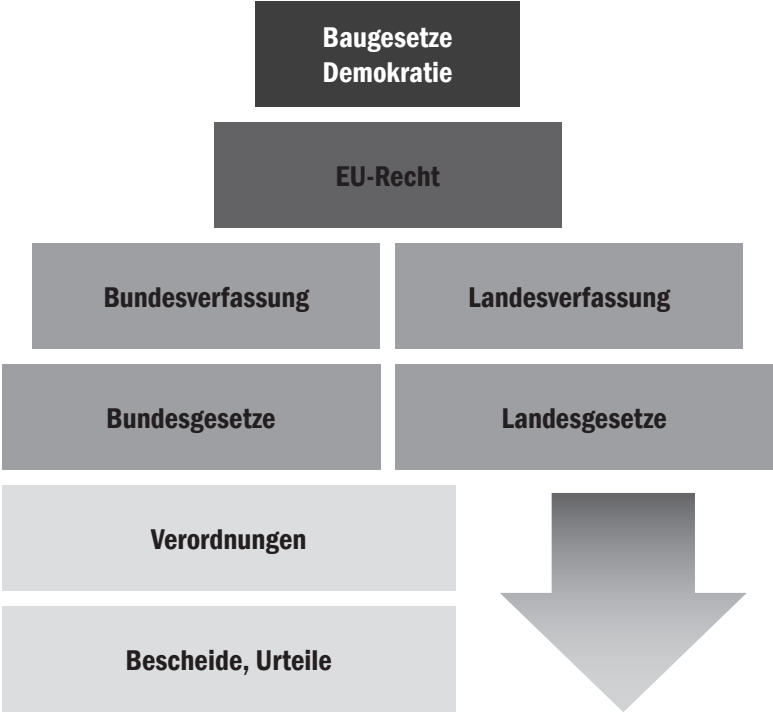 Baugesetze
Demokratie
EU-Recht
Bundesverfassung
Landesverfassung
Bundesgesetze
Landesgesetze
Verordnungen
Bescheide, Urteile